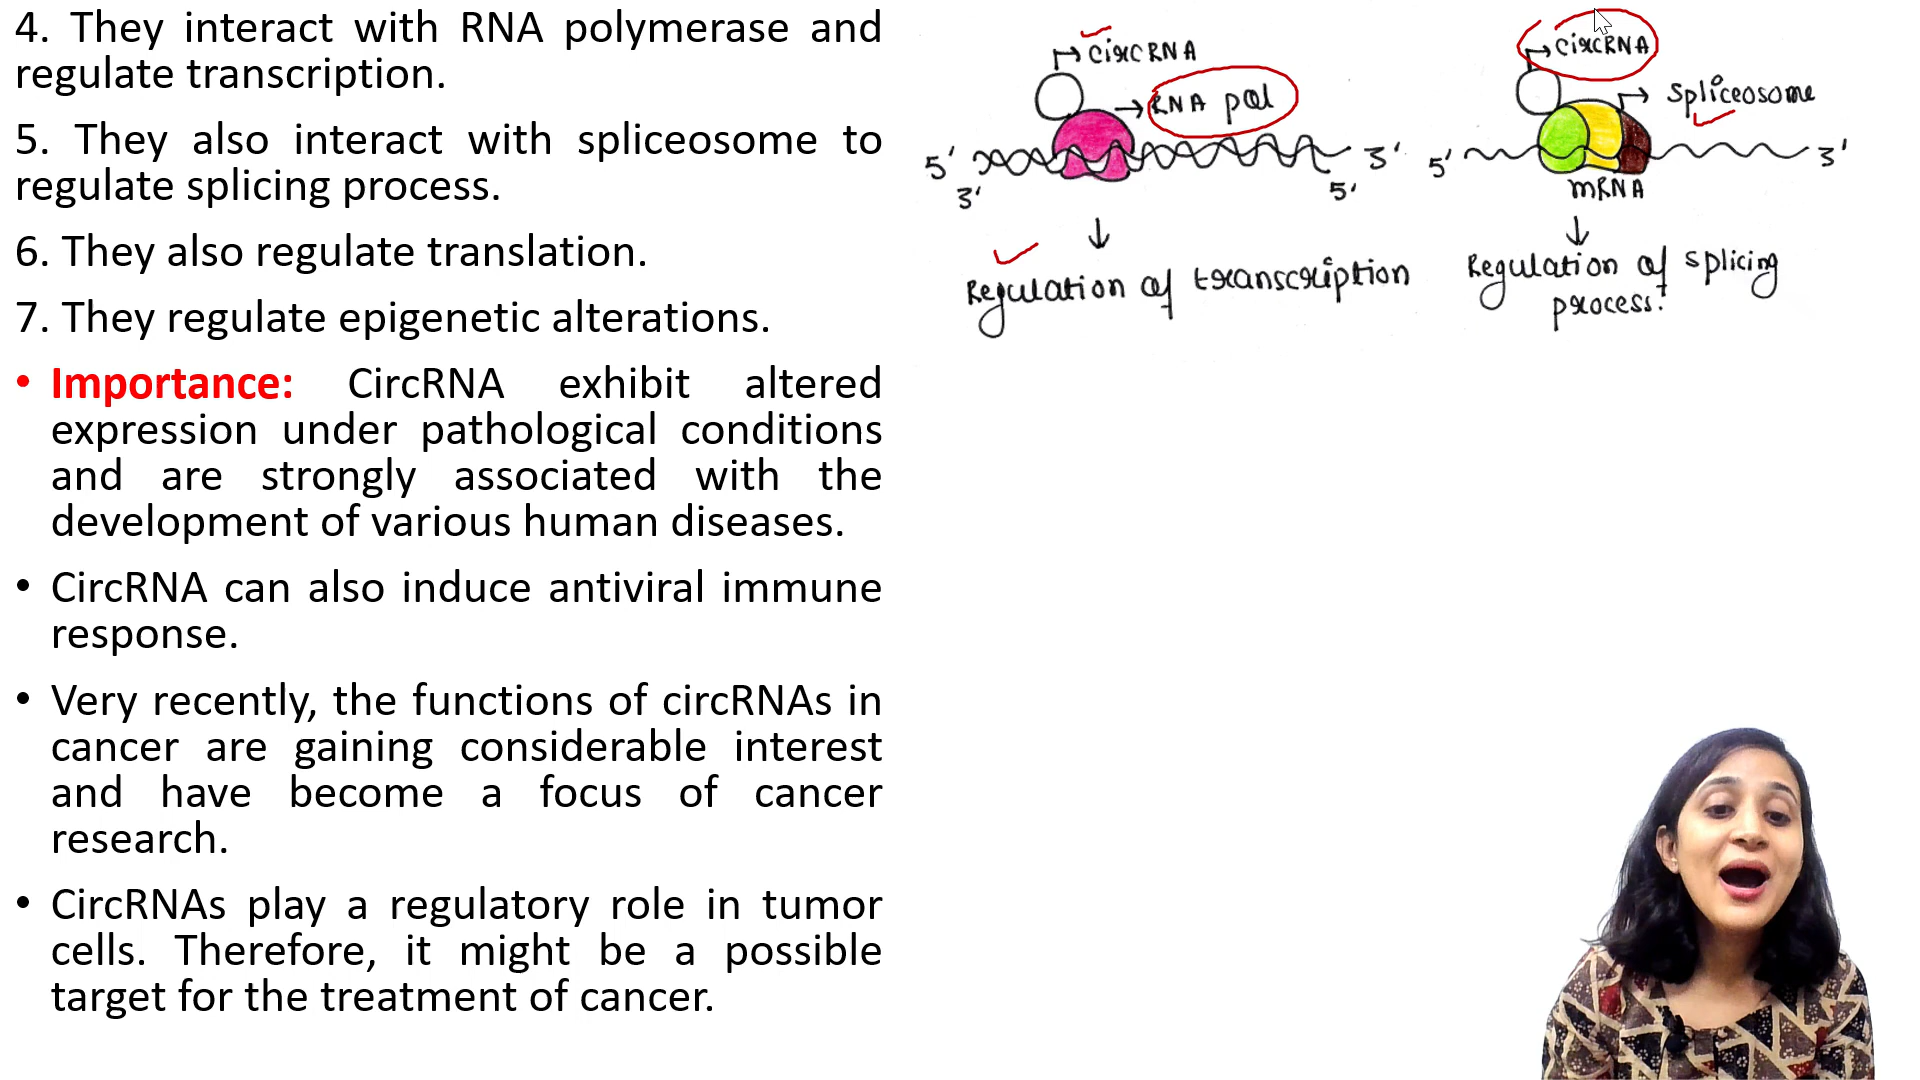 4. They interact with RNA polymerase and
regulate transcription.
5. They also interact with spliceosome to
regulate splicing process.
6. They also regulate translation.
7. They regulate epigenetic alterations.
• Importance: CircRNA exhibit altered
expression under pathological conditions
and are strongly associated with the
development of various human diseases.
• CircRNA can also induce antiviral immune
response.
• Very recently, the functions of circRNAs in
cancer are gaining considerable interest
and have become a focus of cancer
research.
• CircRNAs play a regulatory role in tumor
cells. Therefore, it might be a possible
target for the treatment of cancer.
circRNA
RNA pol
5' 3'
3' 5'
Regulation of transcription
circRNA
spliceosome
5' 3'
mRNA
Regulation of splicing
process.